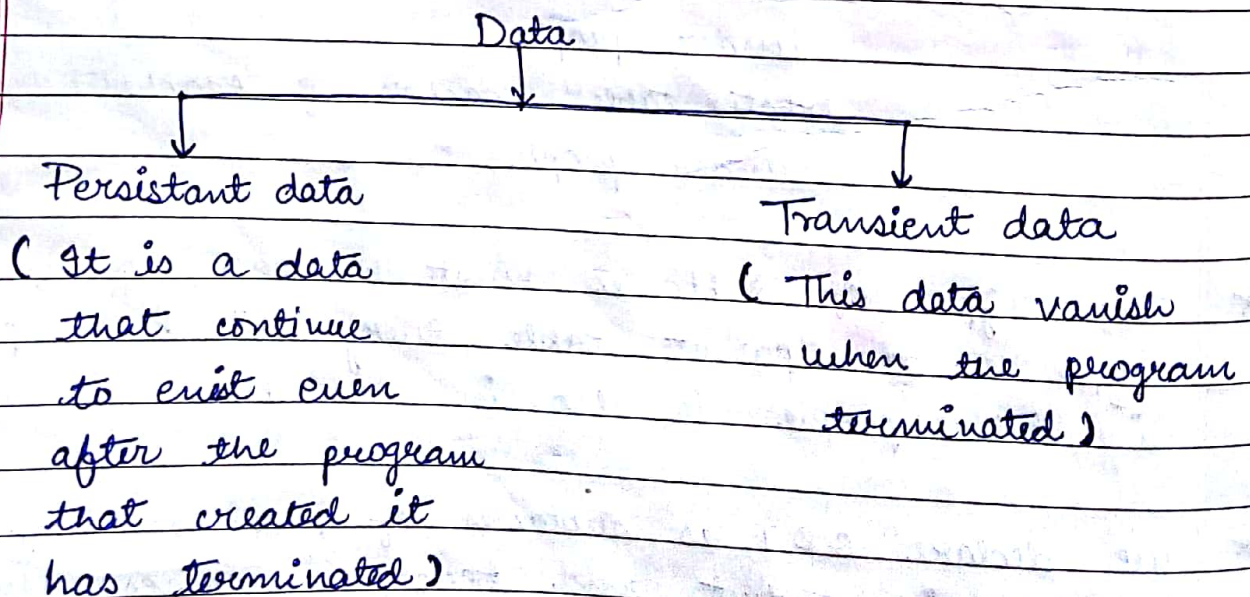 Data
Persistant data
( It is a data
that continue
to exist even
after the program
that created it
has terminated )
Transient data
( This data vanish
when the program
terminated )